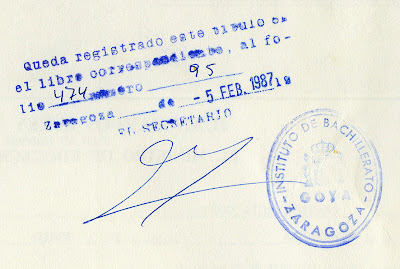 Queda registrado este título en
el libro correspondiente, al fo-
lio 474 número 95
Zaragoza de - 5 FEB. 1987 19
EL SECRETARIO
INSTITUTO DE BACHILLERATO
GOYA
- ZARAGOZA -